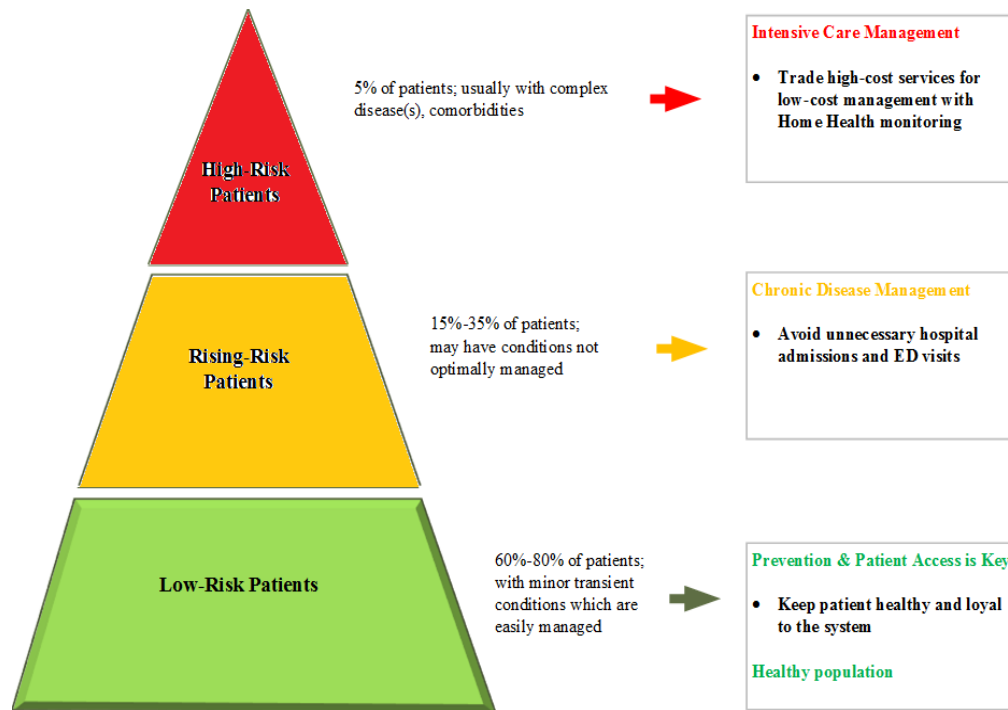 High-Risk
Patients
5% of patients; usually with complex
disease(s), comorbidities
Intensive Care Management
• Trade high-cost services for
low-cost management with
Home Health monitoring
Rising-Risk
Patients
15%-35% of patients;
may have conditions not
optimally managed
Chronic Disease Management
• Avoid unnecessary hospital
admissions and ED visits
Low-Risk Patients
60%-80% of patients;
with minor transient
conditions which are
easily managed
Prevention & Patient Access is Key
• Keep patient healthy and loyal
to the system
Healthy population